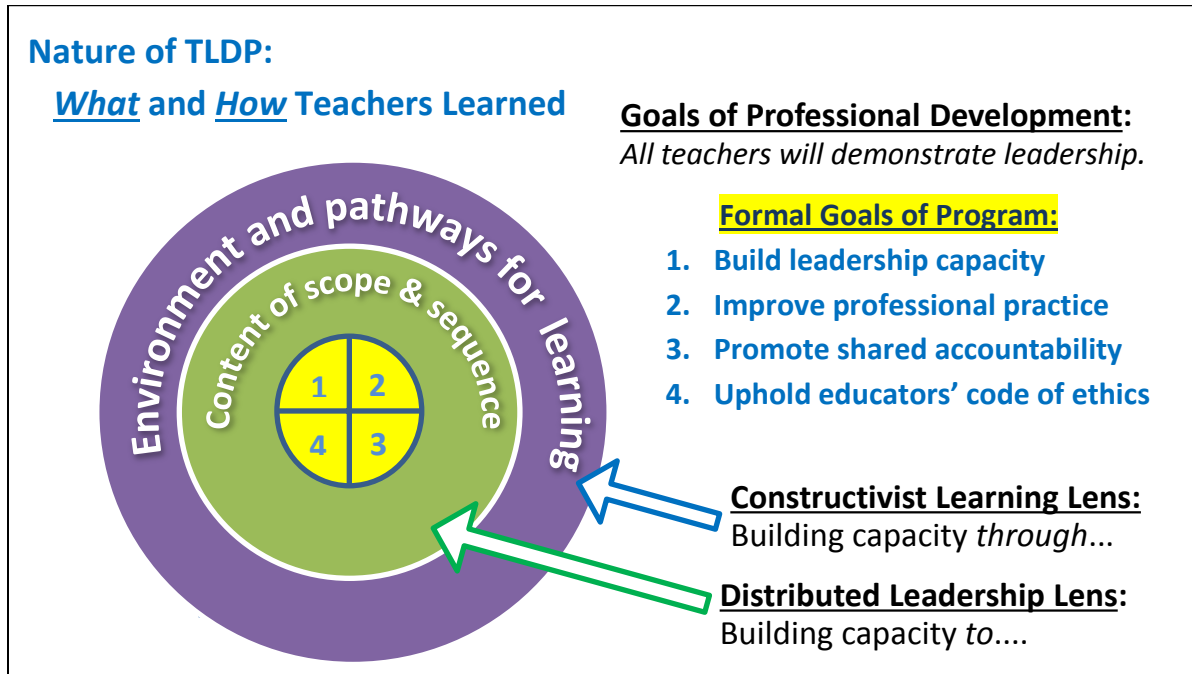 Nature of TLDP:
What and How Teachers Learned
Goals of Professional Development:
All teachers will demonstrate leadership.
Formal Goals of Program:
1. Build leadership capacity
2. Improve professional practice
3. Promote shared accountability
4. Uphold educators’ code of ethics
Environment and pathways for learning
Content of scope & sequence
1 2
4 3
Constructivist Learning Lens:
Building capacity through...
Distributed Leadership Lens:
Building capacity to....